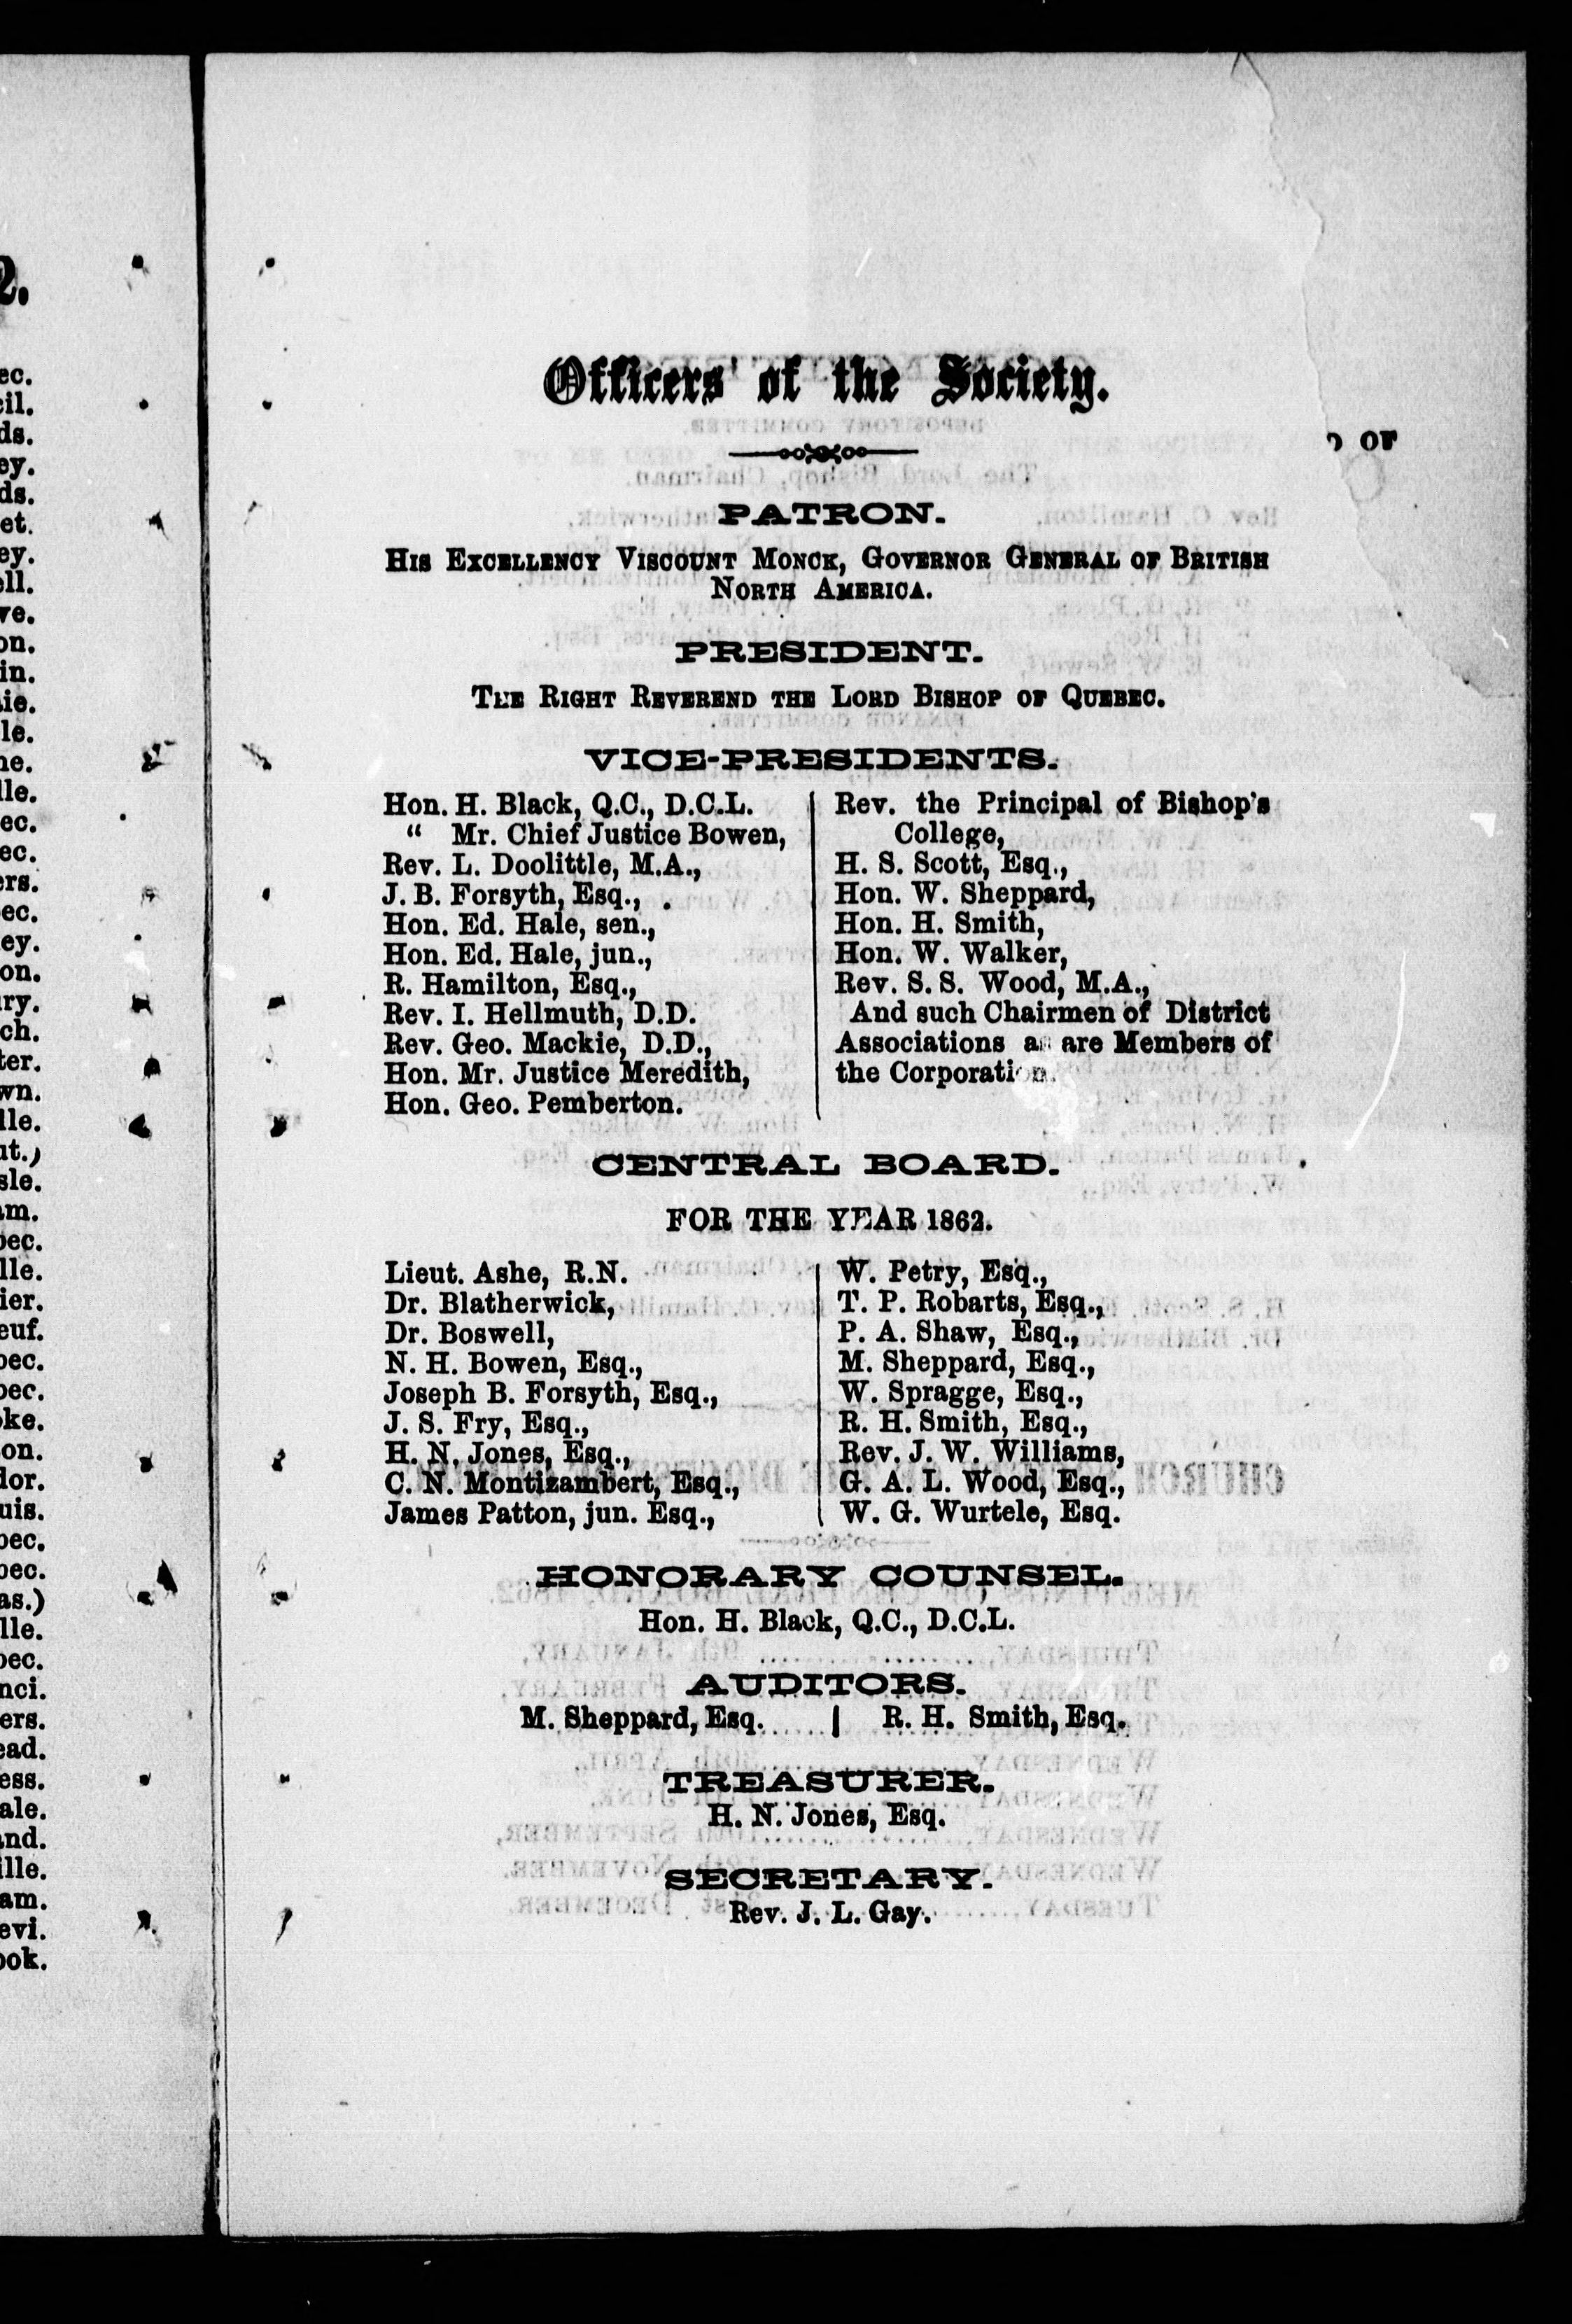 Officers of the Society.
PATRON.
HIS EXCELLENCY VISCOUNT MONCK, GOVERNOR GENERAL OF BRITISH
NORTH AMERICA.
PRESIDENT.
THE RIGHT REVEREND THE LORD BISHOP OF QUEBEC.
VICE-PRESIDENTS.
Hon. H. Black, Q.C., D.C.L.
" Mr. Chief Justice Bowen,
Rev. L. Doolittle, M.A.,
J. B. Forsyth, Esq.,
Hon. Ed. Hale, sen.,
Hon. Ed. Hale, jun.,
R. Hamilton, Esq.,
Rev. I. Hellmuth, D.D.
Rev. Geo. Mackie, D.D.,
Hon. Mr. Justice Meredith,
Hon. Geo. Pemberton.
Rev. the Principal of Bishop's
College,
H. S. Scott, Esq.,
Hon. W. Sheppard,
Hon. H. Smith,
Hon. W. Walker,
Rev. S. S. Wood, M.A.,
And such Chairmen of District
Associations as are Members of
the Corporation.
CENTRAL BOARD.
FOR THE YEAR 1862.
Lieut. Ashe, R.N.
Dr. Blatherwick,
Dr. Boswell,
N. H. Bowen, Esq.,
Joseph B. Forsyth, Esq.,
J. S. Fry, Esq.,
H. N. Jones, Esq.,
C. N. Montizambert, Esq.,
James Patton, jun. Esq.,
W. Petry, Esq.,
T. P. Robarts, Esq.,
P. A. Shaw, Esq.,
M. Sheppard, Esq.,
W. Spragge, Esq.,
R. H. Smith, Esq.,
Rev. J. W. Williams,
G. A. L. Wood, Esq.,
W. G. Wurtele, Esq.
HONORARY COUNSEL.
Hon. H. Black, Q.C., D.C.L.
AUDITORS.
M. Sheppard, Esq. | R. H. Smith, Esq.
TREASURER.
H. N. Jones, Esq.
SECRETARY.
Rev. J. L. Gay.
OF